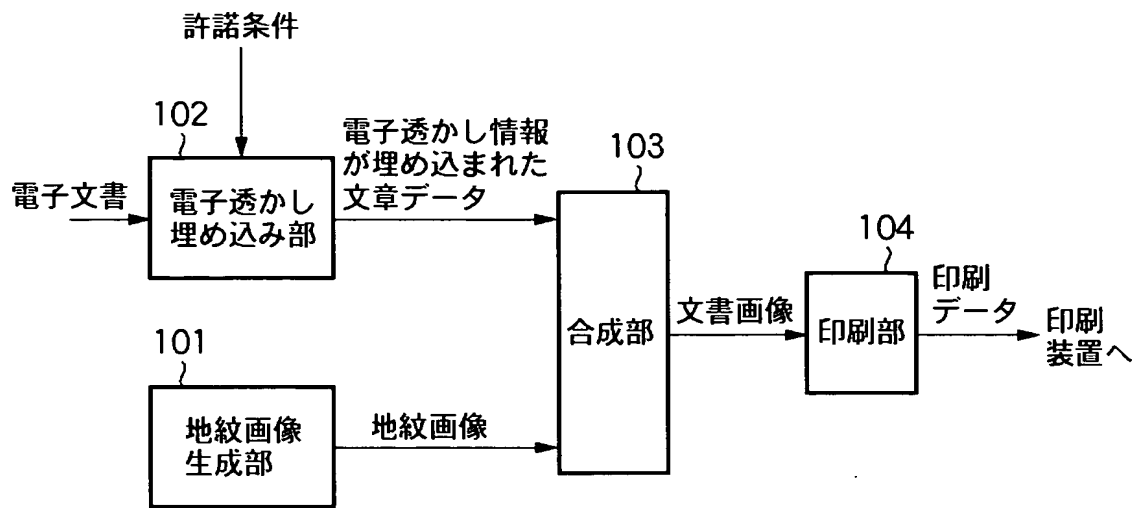 許諾条件
102
電子文書
電子透かし
埋め込み部
電子透かし情報
が埋め込まれた
文章データ
103
合成部
101
地紋画像
生成部
地紋画像
文書画像
104
印刷部
印刷
データ
印刷
装置へ